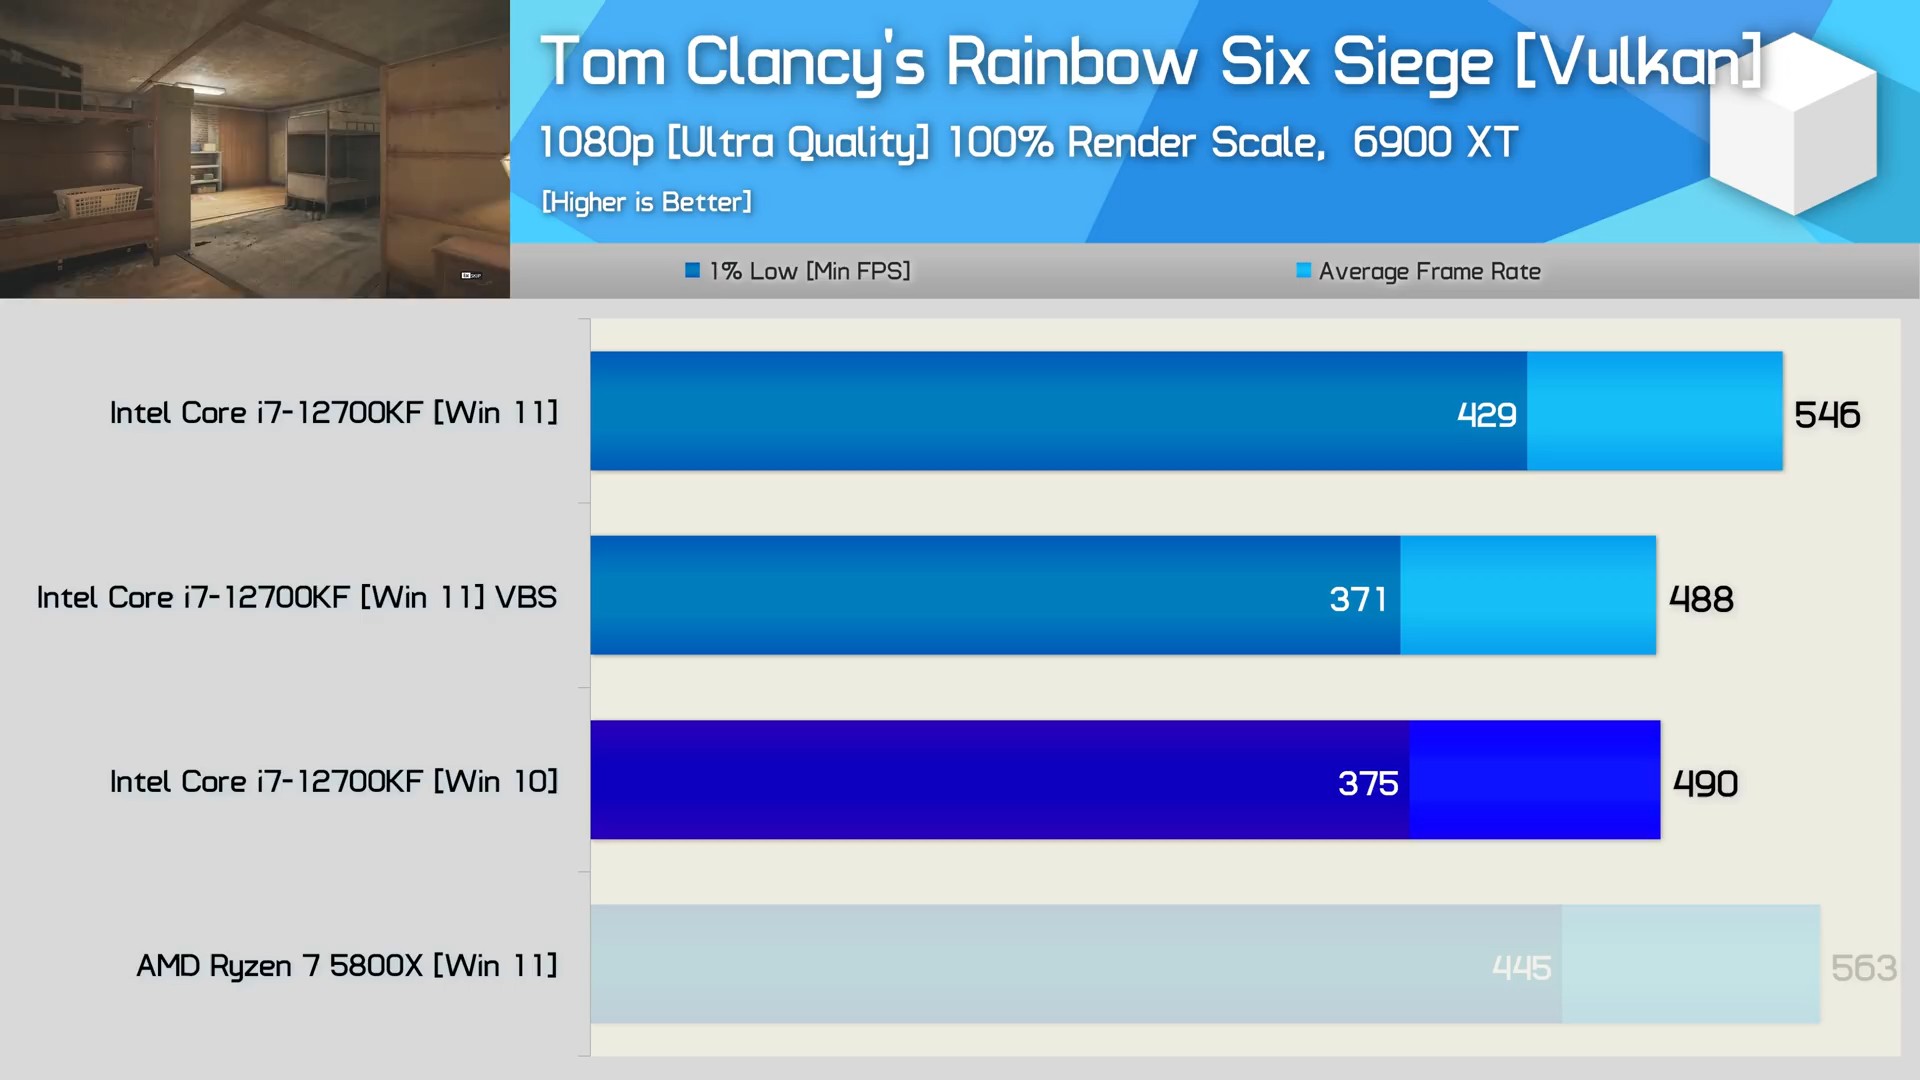 Tom Clancy's Rainbow Six Siege [Vulkan]
1080p [Ultra Quality] 100% Render Scale, 6900 XT
[Higher is Better]
1% Low [Min FPS] Average Frame Rate
Intel Core i7-12700KF [Win 11] 429 546
Intel Core i7-12700KF [Win 11] VBS 371 488
Intel Core i7-12700KF [Win 10] 375 490
AMD Ryzen 7 5800X [Win 11] 445 563